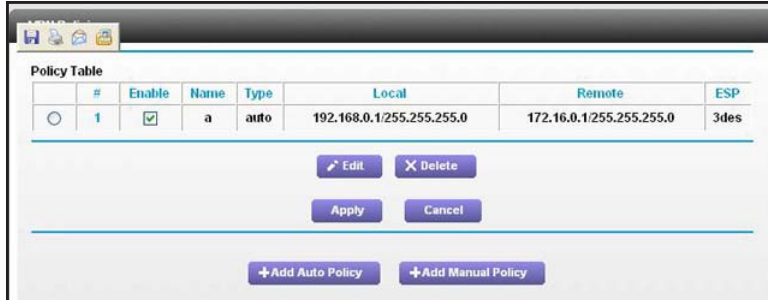 Policy Table
# Enable Name Type Local Remote ESP
1 a auto 192.168.0.1/255.255.255.0 172.16.0.1/255.255.255.0 3des
Edit Delete
Apply Cancel
+Add Auto Policy +Add Manual Policy